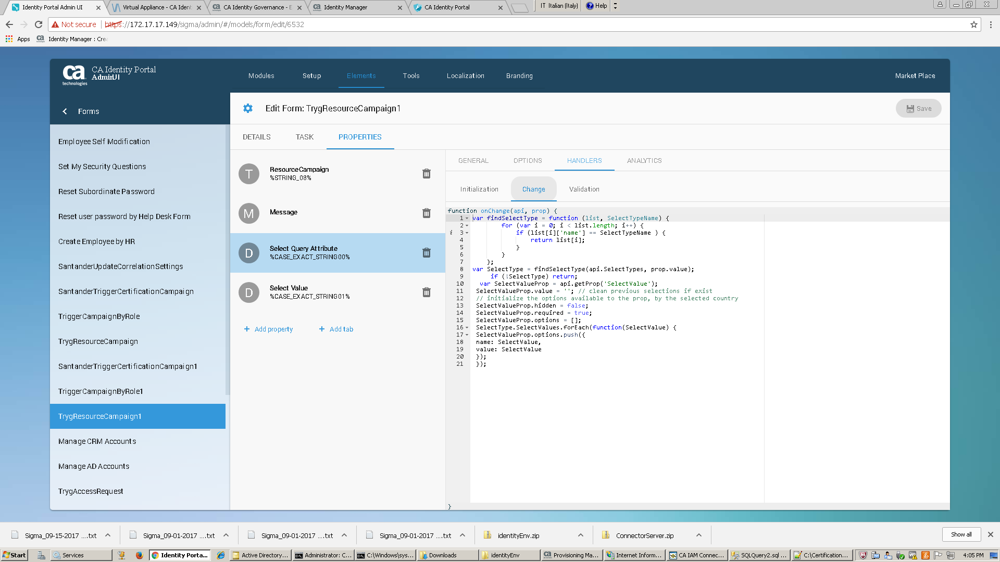 Identity Portal Admin UI
Virtual Appliance - CA Ident
CA Identity Governance - E
Identity Manager
CA Identity Portal
IT Italian (Italy)
Help
Not secure
https://172.17.17.149/sigma/admin/#/models/form/edit/6532
Apps
Identity Manager : Crea
ca technologies
CA Identity Portal
AdminUI
Modules
Setup
Elements
Tools
Localization
Branding
Market Place
Forms
Edit Form: TrygResourceCampaign1
Save
Employee Self Modification
Set My Security Questions
Reset Subordinate Password
Reset user password by Help Desk Form
Create Employee by HR
SantanderUpdateCorrelationSettings
SantanderTriggerCertificationCampaign
TriggerCampaignByRole
TrygResourceCampaign
SantanderTriggerCertificationCampaign1
TriggerCampaignByRole1
TrygResourceCampaign1
Manage CRM Accounts
Manage AD Accounts
TrygAccessRequest
DETAILS
TASK
PROPERTIES
T
ResourceCampaign
%STRING_08%
M
Message
D
Select Query Attribute
%CASE_EXACT_STRING00%
D
Select Value
%CASE_EXACT_STRING01%
+ Add property
+ Add tab
GENERAL
OPTIONS
HANDLERS
ANALYTICS
Initialization
Change
Validation
function onChange(api, prop) {
1 var findSelectType = function (list, SelectTypeName) {
2 for (var i = 0; i < list.length; i++) {
i 3 if (list[i]['name'] == SelectTypeName ) {
4 return list[i];
5 }
6 }
7 };
8 var SelectType = findSelectType(api.SelectTypes, prop.value);
9 if (!SelectType) return;
10 var SelectValueProp = api.getProp('SelectValue');
11 SelectValueProp.value = ''; // clean previous selections if exist
12 // initialize the options available to the prop, by the selected country
13 SelectValueProp.hidden = false;
14 SelectValueProp.required = true;
15 SelectValueProp.options = [];
16 SelectType.SelectValues.forEach(function(SelectValue) {
17 SelectValueProp.options.push({
18 name: SelectValue,
19 value: SelectValue
20 });
21 });
}
Sigma_09-15-2017 ....txt
Sigma_09-01-2017 ....txt
Sigma_09-01-2017 ....txt
Sigma_09-01-2017 ....txt
identityEnv.zip
ConnectorServer.zip
Show all
Start
Services
Identity Porta...
Active Directory...
Administrator: C...
C:\Windows\sys...
Downloads
identityEnv
Provisioning Ma...
Internet Inform...
CA IAM Connec...
SQLQuery2.sql ...
C:\Certification...
4:05 PM